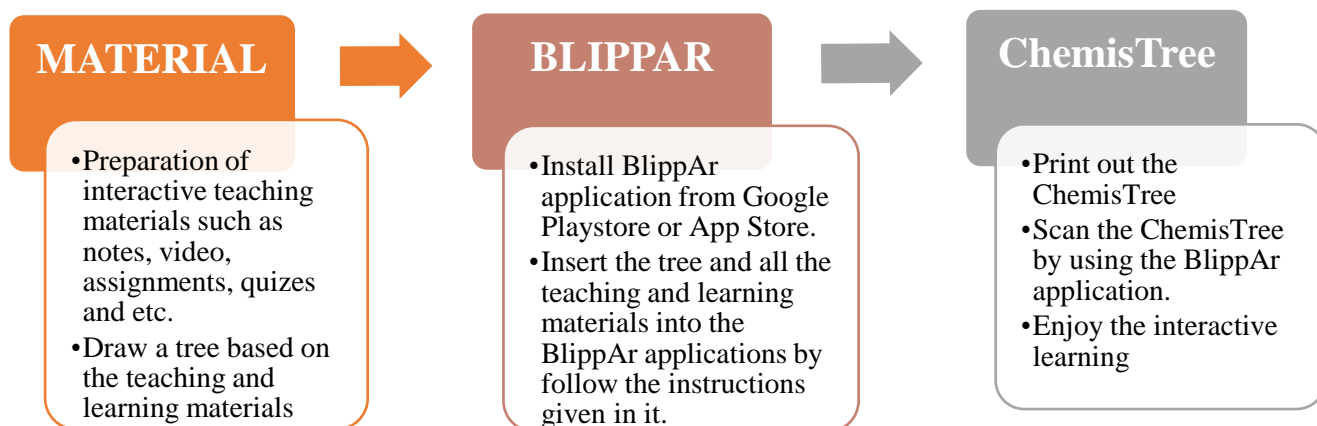 MATERIAL
•Preparation of
interactive teaching
materials such as
notes, video,
assignments, quizes
and etc.
•Draw a tree based on
the teaching and
learning materials
BLIPPAR
•Install BlippAr
application from Google
Playstore or App Store.
•Insert the tree and all the
teaching and learning
materials into the
BlippAr applications by
follow the instructions
given in it.
ChemisTree
•Print out the
ChemisTree
•Scan the ChemisTree
by using the BlippAr
application.
•Enjoy the interactive
learning